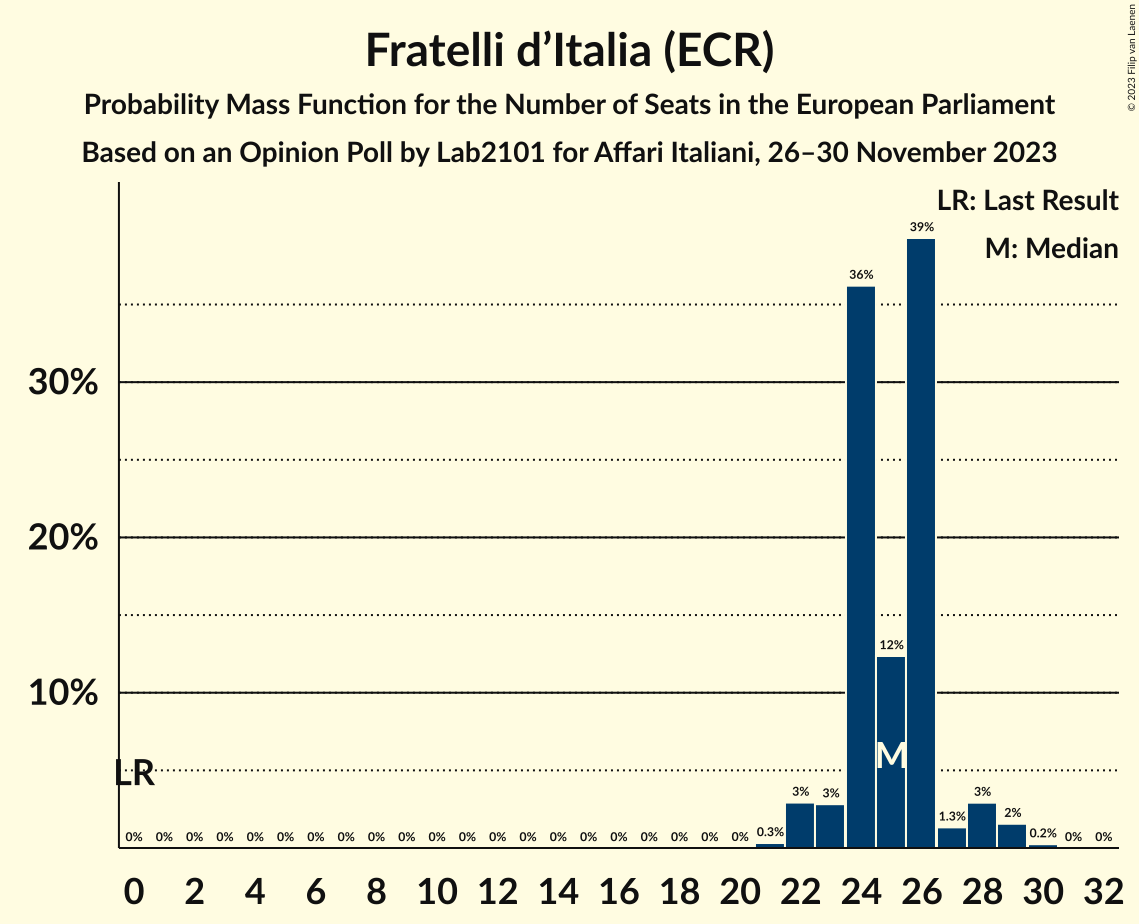 Fratelli d’Italia (ECR)
Probability Mass Function for the Number of Seats in the European Parliament
Based on an Opinion Poll by Lab2101 for Affari Italiani, 26–30 November 2023
© 2023 Filip van Laenen
LR: Last Result
M: Median
39%
36%
30%
20%
12%
10%
M
LR
0% 0% 0% 0% 0% 0% 0% 0% 0% 0% 0% 0% 0% 0% 0% 0% 0% 0% 0% 0% 0% 0.3% 3% 3% 1.3% 3% 2% 0.2% 0% 0%
0 2 4 6 8 10 12 14 16 18 20 22 24 26 28 30 32